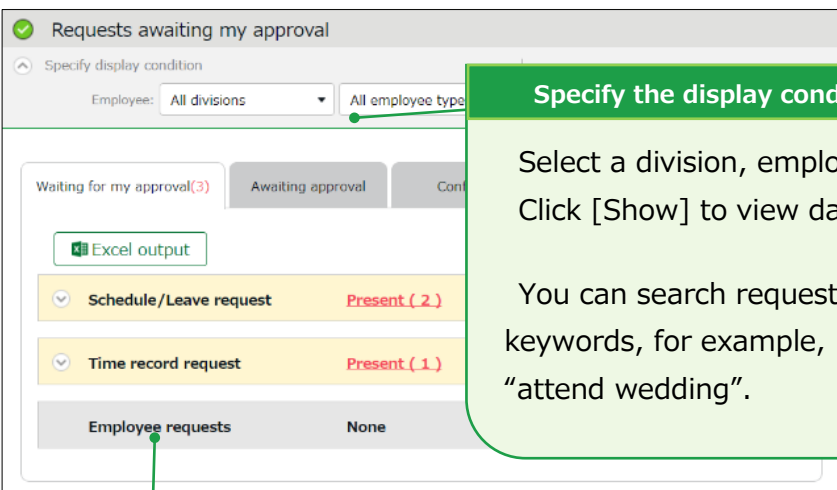 Requests awaiting my approval
Specify display condition
Employee: All divisions All employee type
Specify the display cond
Select a division, emplo
Click [Show] to view da
You can search request
keywords, for example,
“attend wedding”.
Waiting for my approval(3) Awaiting approval Conf
Excel output
Schedule/Leave request Present ( 2 )
Time record request Present ( 1 )
Employee requests None